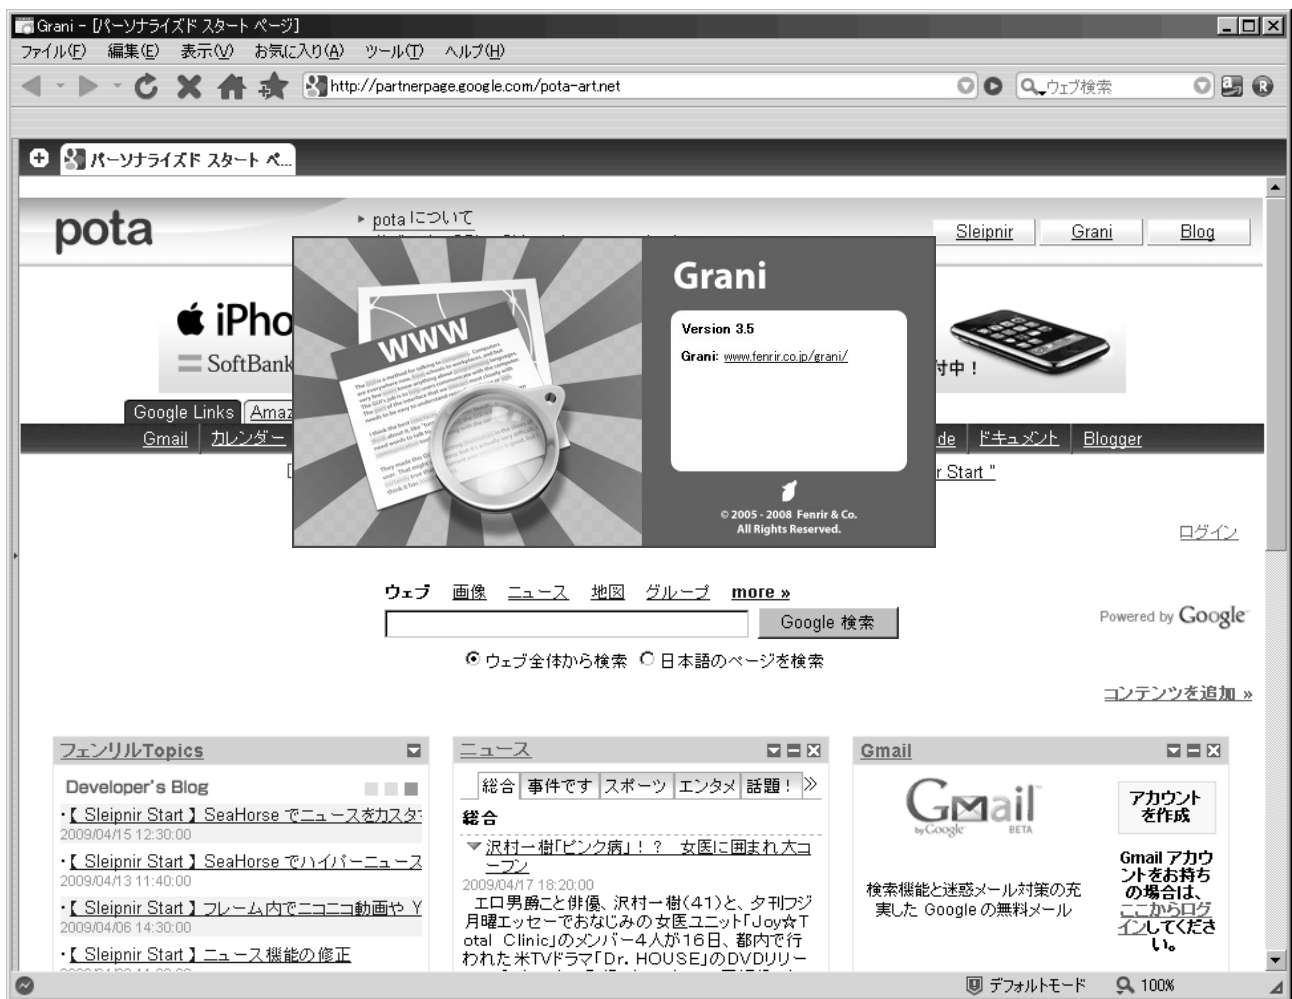 Grani - [パーソナライズド スタート ページ]
ファイル(F) 編集(E) 表示(V) お気に入り(A) ツール(T) ヘルプ(H)
http://partnerpage.google.com/pota-art.net ウェブ検索
パーソナライズド スタート ペ...
pota
pota について
Sleipnir Grani Blog
iPho
SoftBank
付中！
Grani
Version 3.5
Grani: www.fenrir.co.jp/grani/
© 2005 - 2008 Fenrir & Co.
All Rights Reserved.
WWW
Google Links Amaz
Gmail カレンダー de ドキュメント Blogger
r Start "
ログイン
ウェブ 画像 ニュース 地図 グループ more »
Google 検索
Powered by Google
ウェブ全体から検索 日本語のページを検索
コンテンツを追加 »
フェンリルTopics
Developer's Blog
・【 Sleipnir Start 】 SeaHorse でニュースをカスタ
2009/04/15 12:30:00
・【 Sleipnir Start 】 SeaHorse でハイパーニュース
2009/04/13 11:40:00
・【 Sleipnir Start 】 フレーム内でニコニコ動画や Y
2009/04/06 14:30:00
・【 Sleipnir Start 】 ニュース機能の修正
ニュース
総合 事件です スポーツ エンタメ 話題！ »
総合
沢村一樹「ピンク病」！？ 女医に囲まれ大コ
ーフン
2009/04/17 18:20:00
エロ男爵こと俳優、沢村一樹(41)と、夕刊フジ
月曜エッセーでおなじみの女医ユニット「Joy☆T
otal Clinic」のメンバー4人が16日、都内で行
われた米TVドラマ「Dr. HOUSE」のDVDリリー
Gmail
Gmail
by Google BETA
検索機能と迷惑メール対策の充
実した Google の無料メール
アカウント
を作成
Gmail アカウ
ントをお持ち
の場合は、
ここからログ
インしてくださ
い。
デフォルトモード 100%